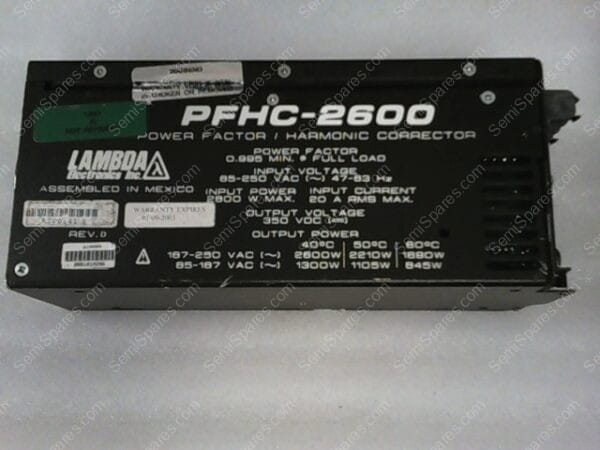 PFHC-2600
POWER FACTOR / HARMONIC CORRECTOR
LAMBDA
Electronics Inc.
ASSEMBLED IN MEXICO
POWER FACTOR
0.995 MIN. @ FULL LOAD
INPUT VOLTAGE
85-250 VAC (~) 47-63 Hz
INPUT POWER INPUT CURRENT
2800 W MAX. 20 A RMS MAX.
OUTPUT VOLTAGE
350 VDC
OUTPUT POWER
40°C 50°C 60°C
187-250 VAC (~) 2600W 2210W 1690W
85-187 VAC (~) 1300W 1105W 845W
WARRANTY EXPIRES
REV. D
SemiSpares.com